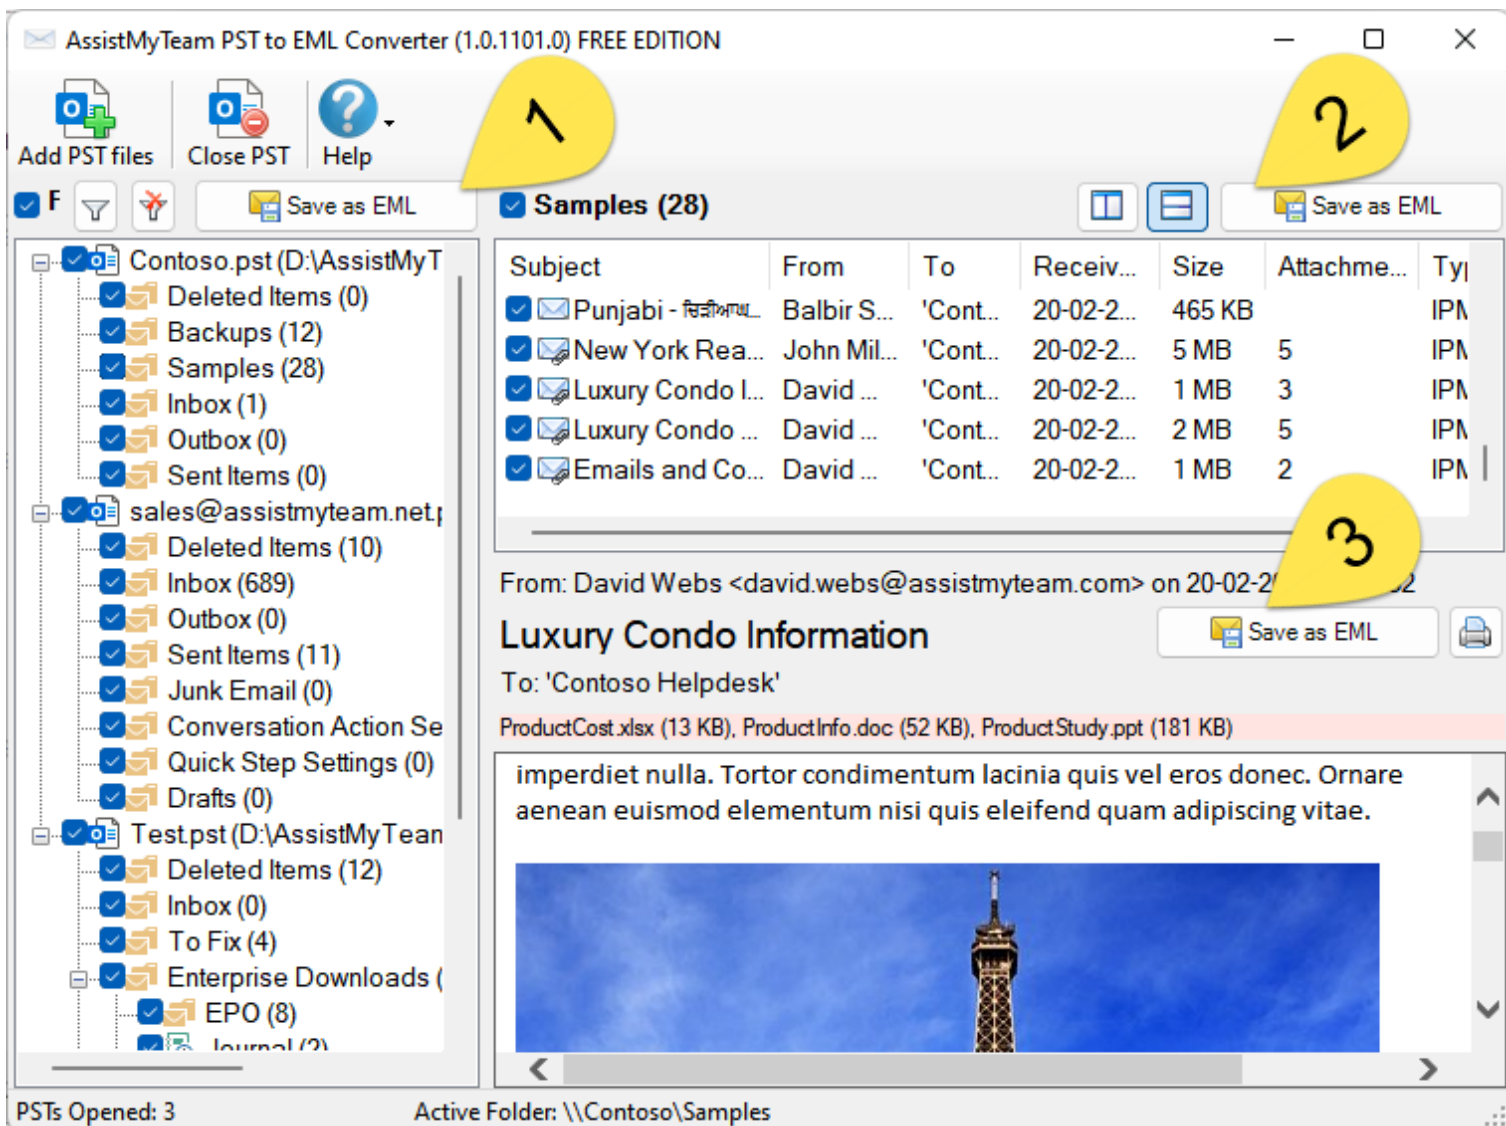 AssistMyTeam PST to EML Converter (1.0.1101.0) FREE EDITION
Add PST files Close PST Help
1
2
F Save as EML
Samples (28) Save as EML
Contoso.pst (D:\AssistMyT
Deleted Items (0)
Backups (12)
Samples (28)
Inbox (1)
Outbox (0)
Sent Items (0)
sales@assistmyteam.net.p
Deleted Items (10)
Inbox (689)
Outbox (0)
Sent Items (11)
Junk Email (0)
Conversation Action Se
Quick Step Settings (0)
Drafts (0)
Test.pst (D:\AssistMyTean
Deleted Items (12)
Inbox (0)
To Fix (4)
Enterprise Downloads (
EPO (8)
Journal (2)
Subject From To Receiv... Size Attachme... Typ
Punjabi - ਚਿੜੀਆਘ... Balbir S... 'Cont... 20-02-2... 465 KB IPM
New York Rea... John Mil... 'Cont... 20-02-2... 5 MB 5 IPM
Luxury Condo I... David ... 'Cont... 20-02-2... 1 MB 3 IPM
Luxury Condo ... David ... 'Cont... 20-02-2... 2 MB 5 IPM
Emails and Co... David ... 'Cont... 20-02-2... 1 MB 2 IPM
3
From: David Webs <david.webs@assistmyteam.com> on 20-02-2
Luxury Condo Information Save as EML
To: 'Contoso Helpdesk'
ProductCost.xlsx (13 KB), ProductInfo.doc (52 KB), ProductStudy.ppt (181 KB)
imperdiet nulla. Tortor condimentum lacinia quis vel eros donec. Ornare
aenean euismod elementum nisi quis eleifend quam adipiscing vitae.
PSTs Opened: 3 Active Folder: \\Contoso\Samples